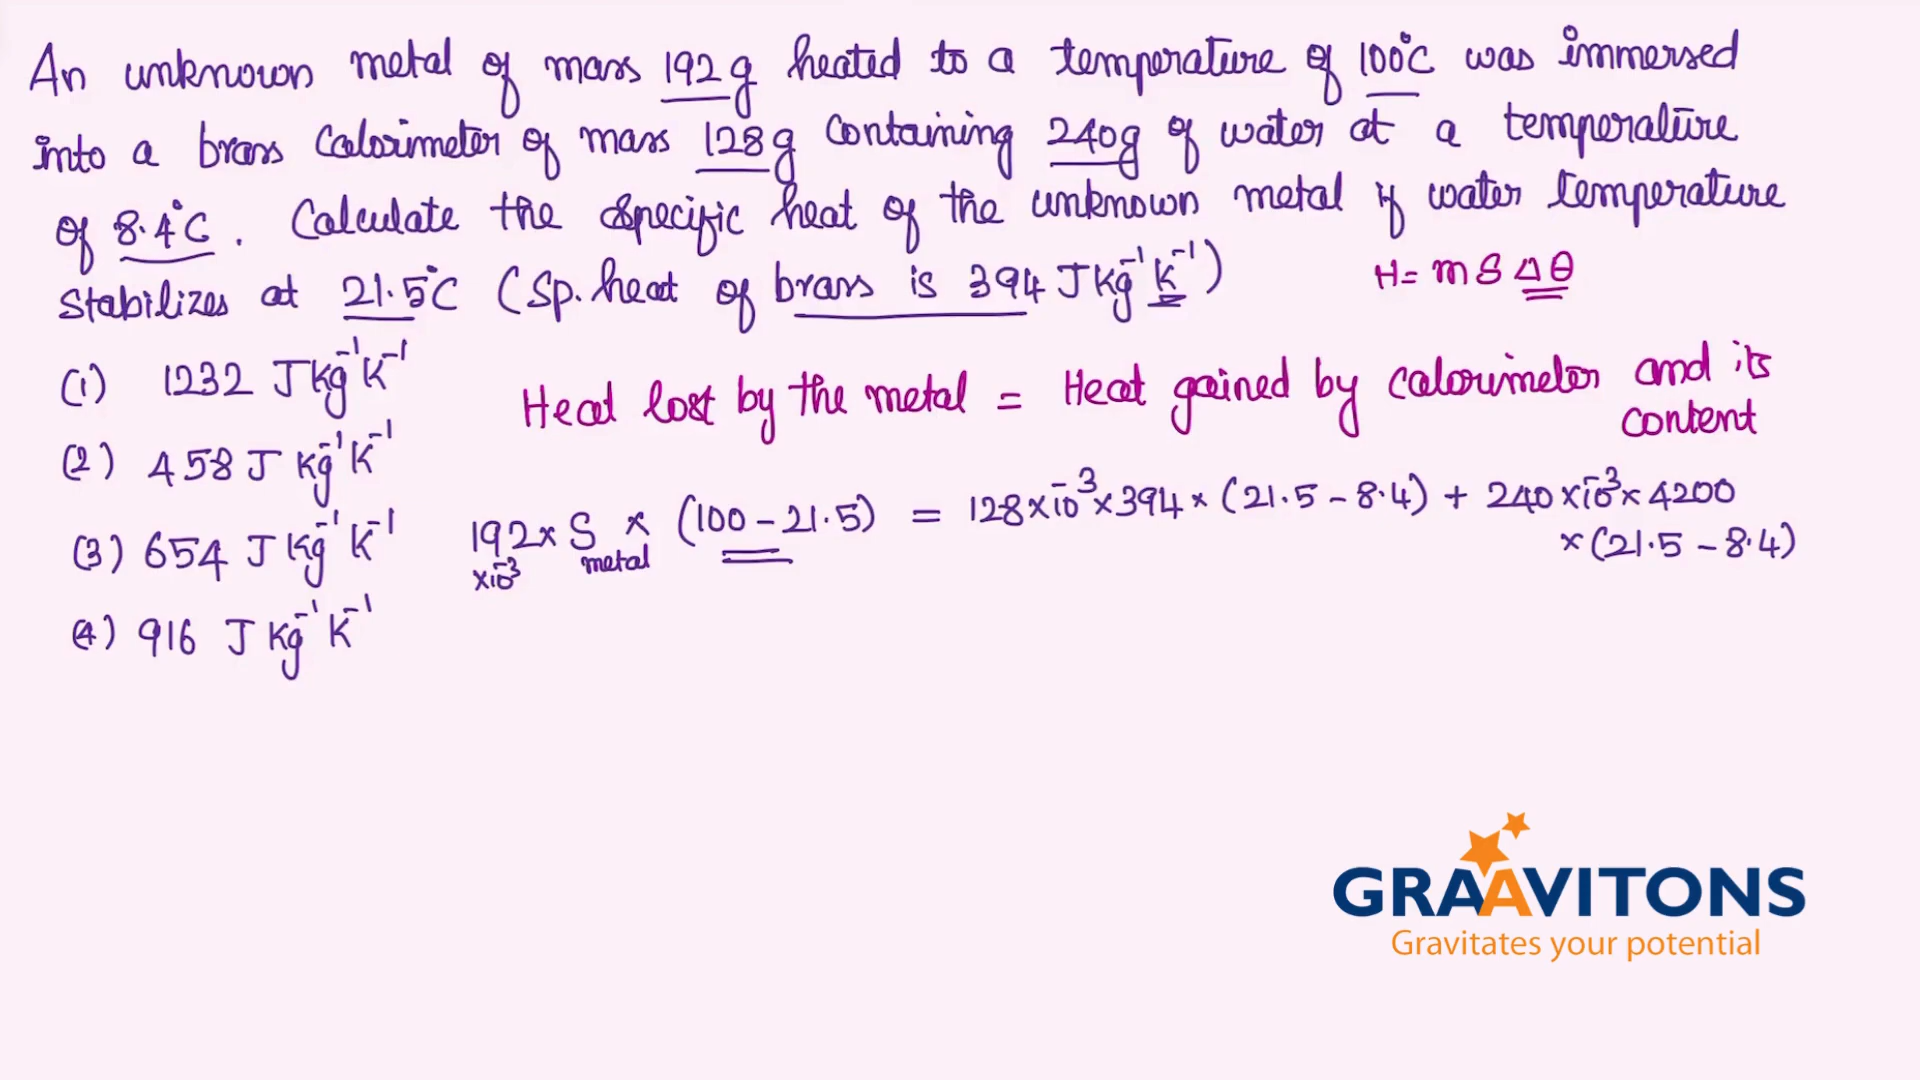 An unknown metal of mass 192g heated to a temperature of 100°C was immersed
into a brass calorimeter of mass 128g containing 240g of water at a temperature
of 8.4°C. Calculate the specific heat of the unknown metal if water temperature
stabilizes at 21.5°C (Sp. heat of brass is 394 J Kg⁻¹ K⁻¹)
H = m S Δθ
(1) 1232 J Kg⁻¹ K⁻¹
(2) 458 J Kg⁻¹ K⁻¹
(3) 654 J Kg⁻¹ K⁻¹
(4) 916 J Kg⁻¹ K⁻¹
Heat lost by the metal = Heat gained by calorimeter and its
content
192 × S × (100 – 21.5) = 128×10⁻³×394×(21.5 – 8.4) + 240×10⁻³×4200
×10⁻³ metal ×(21.5 – 8.4)
GRAAVITONS
Gravitates your potential